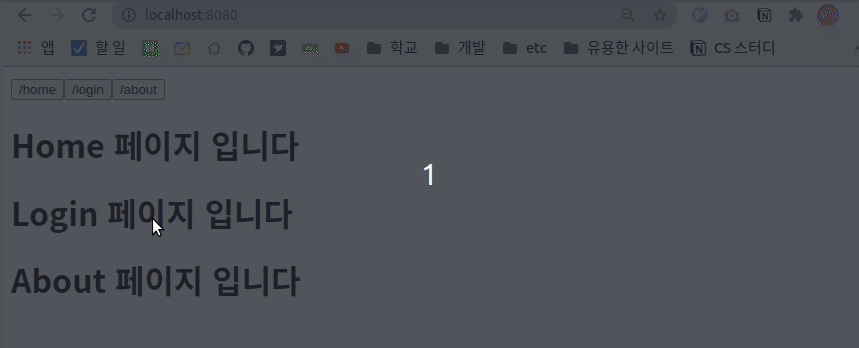 localhost:8080
앱 할 일 학교 개발 etc 유용한 사이트 CS 스터디
/home /login /about
Home 페이지 입니다
1
Login 페이지 입니다
About 페이지 입니다